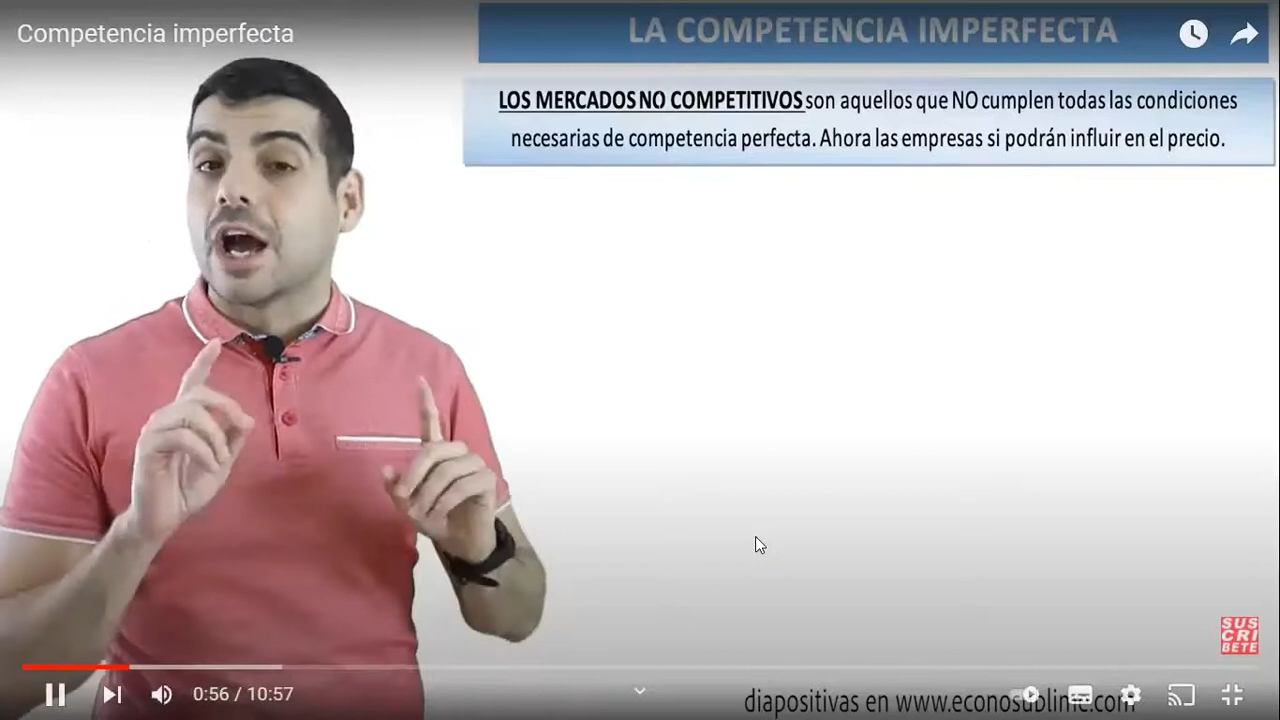 Competencia imperfecta
LA COMPETENCIA IMPERFECTA
LOS MERCADOS NO COMPETITIVOS son aquellos que NO cumplen todas las condiciones
necesarias de competencia perfecta. Ahora las empresas si podrán influir en el precio.
SUS
CRI
BETE
0:56 / 10:57
diapositivas en www.econosublime.com